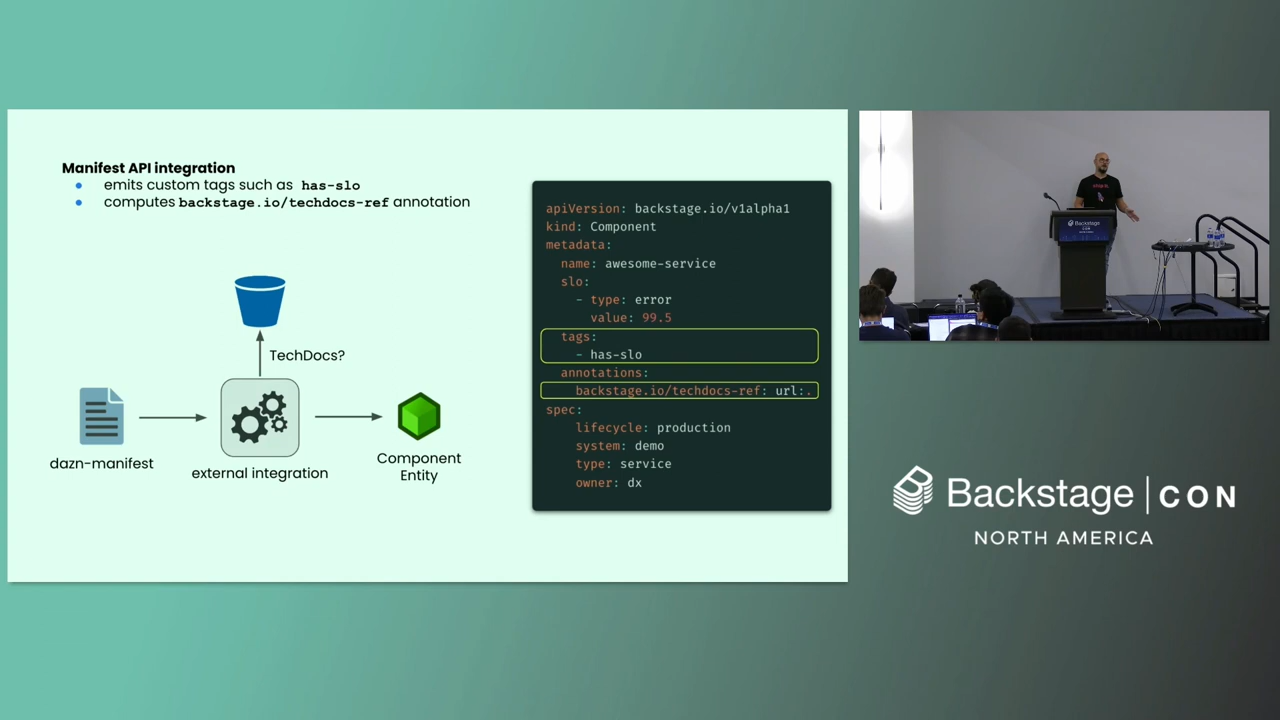 Manifest API integration
● emits custom tags such as has-slo
● computes backstage.io/techdocs-ref annotation
TechDocs?
dazn-manifest
external integration
Component
Entity
apiVersion: backstage.io/v1alpha1
kind: Component
metadata:
name: awesome-service
slo:
- type: error
value: 99.5
tags:
- has-slo
annotations:
backstage.io/techdocs-ref: url:.
spec:
lifecycle: production
system: demo
type: service
owner: dx
Backstage
CON
Backstage | CON
NORTH AMERICA